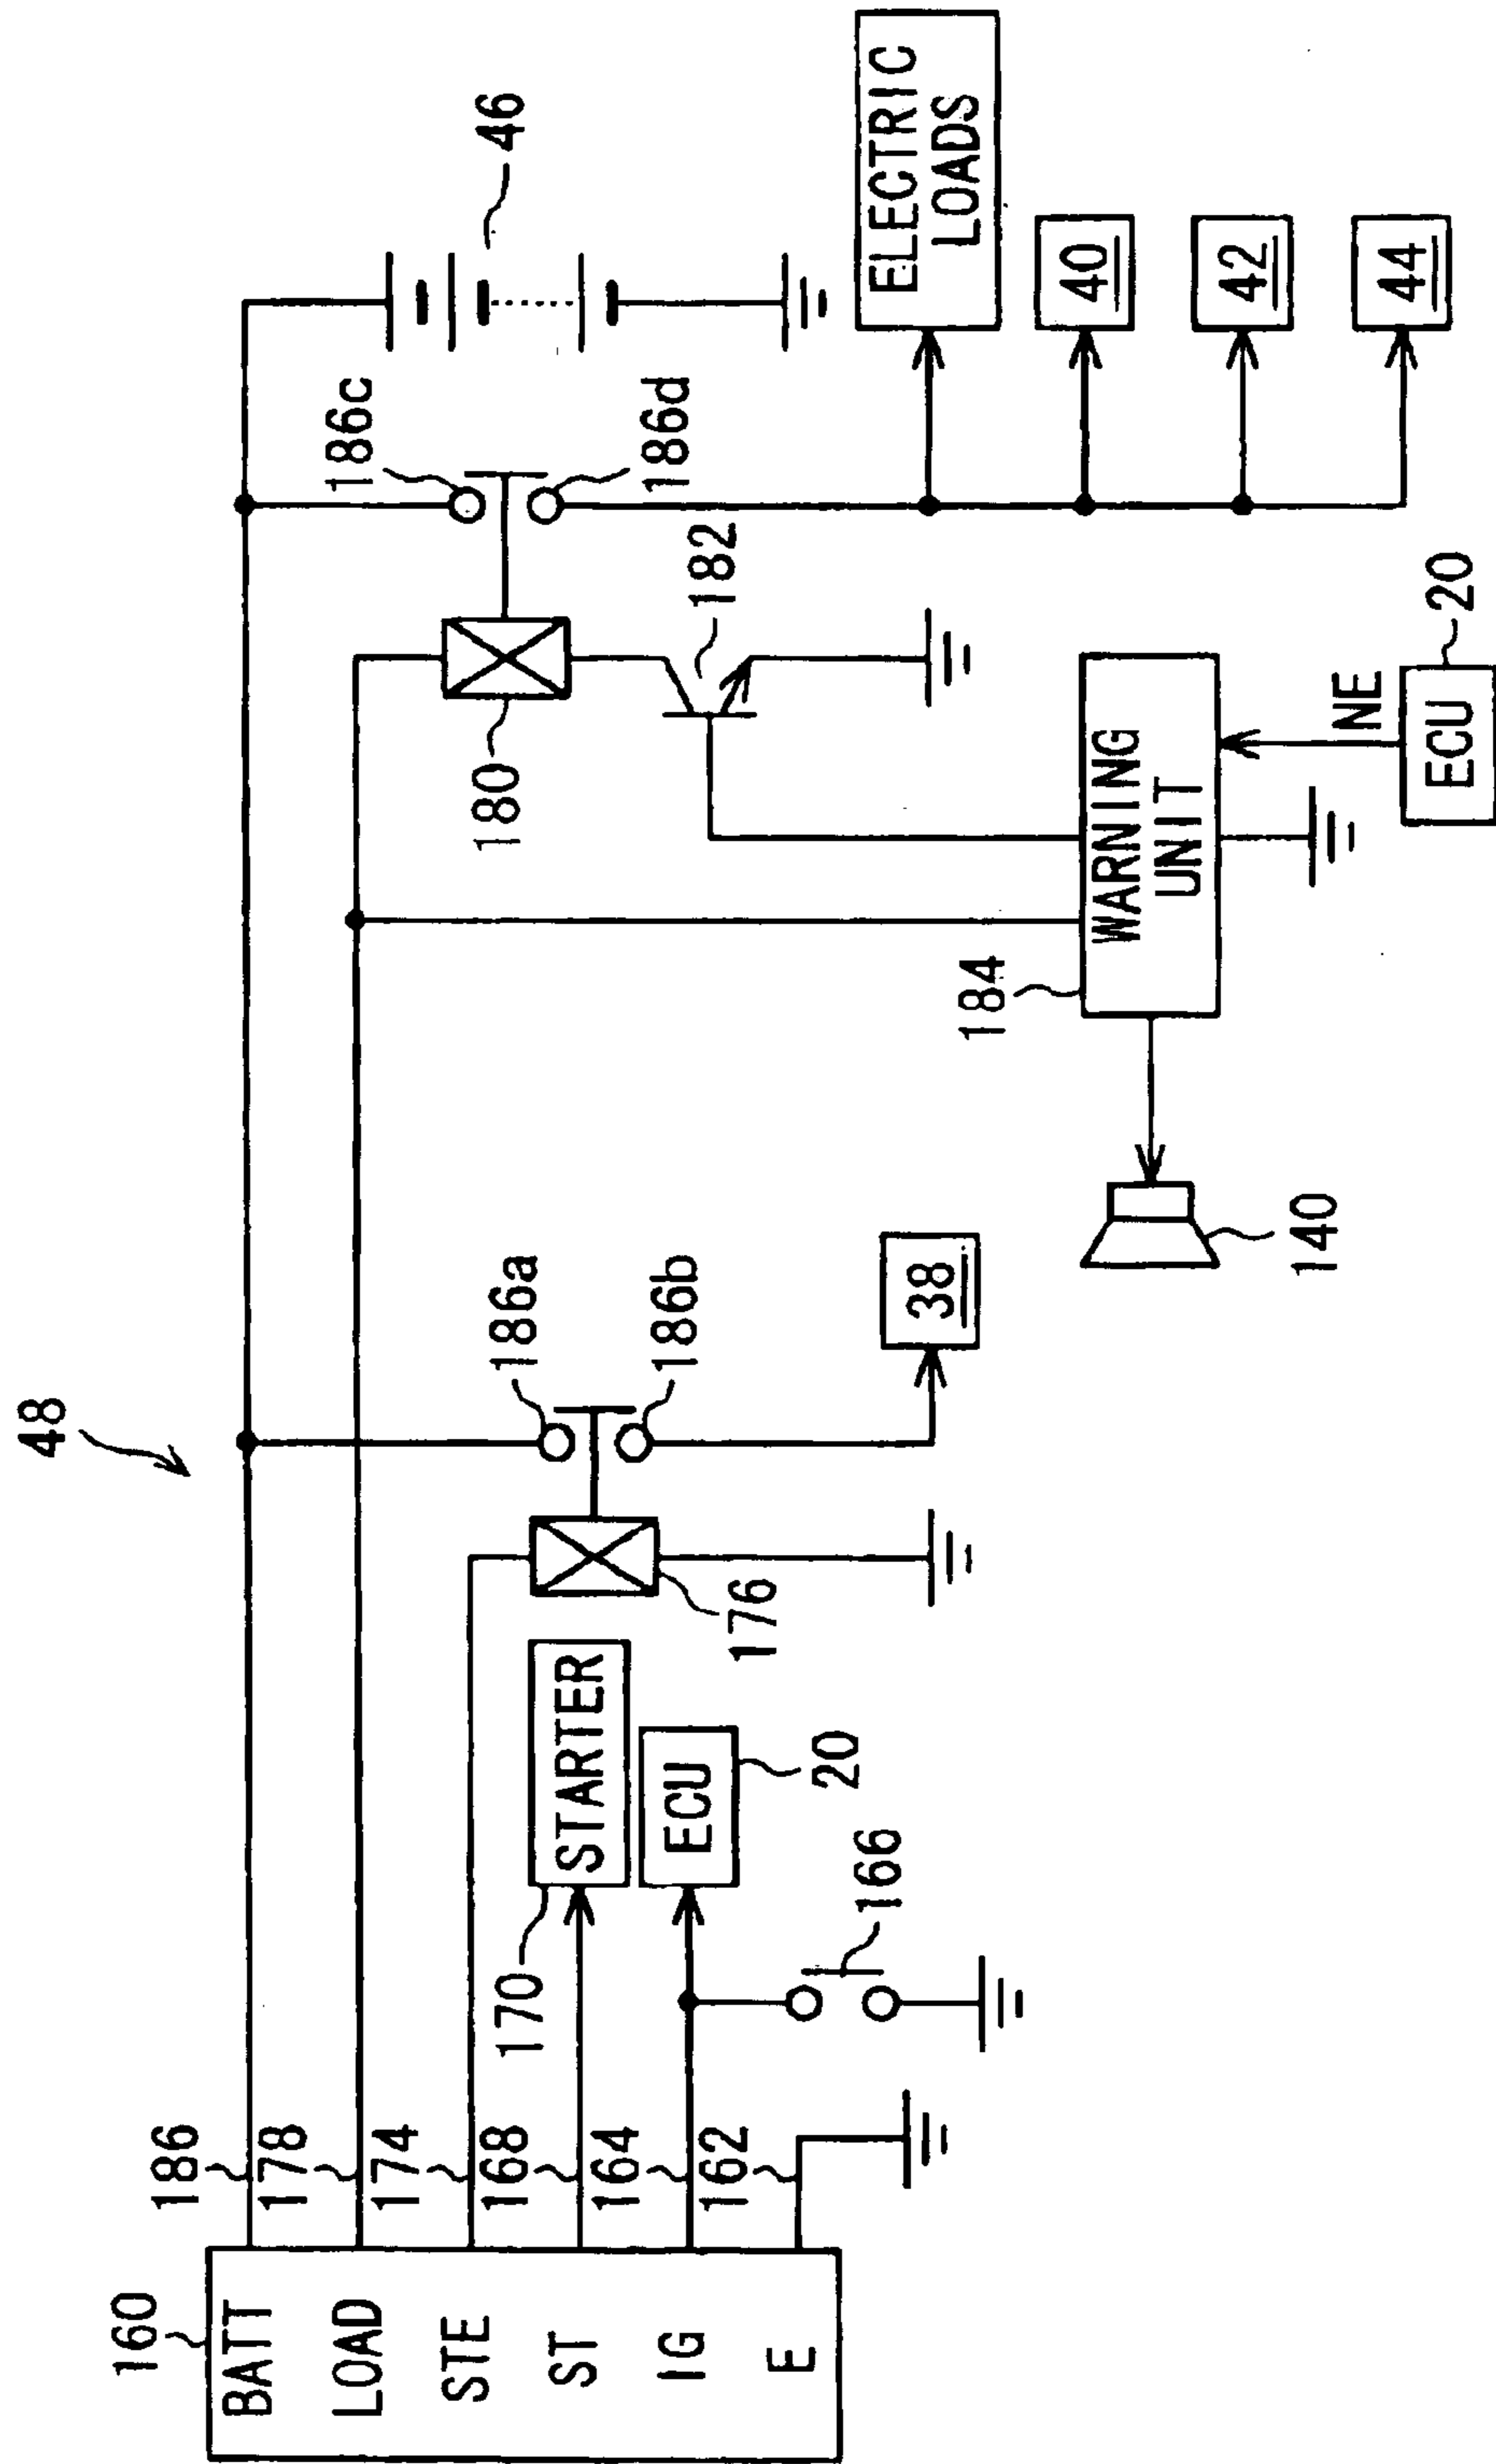 48
160
BATT
LOAD
STE
ST
IG
E
186
178
174
168
164
162
170
STARTER
ECU
20
166
176
186a
186b
38
140
184
WARNING
UNIT
NE
ECU
20
180
182
186c
186d
46
ELECTRIC
LOADS
40
42
44